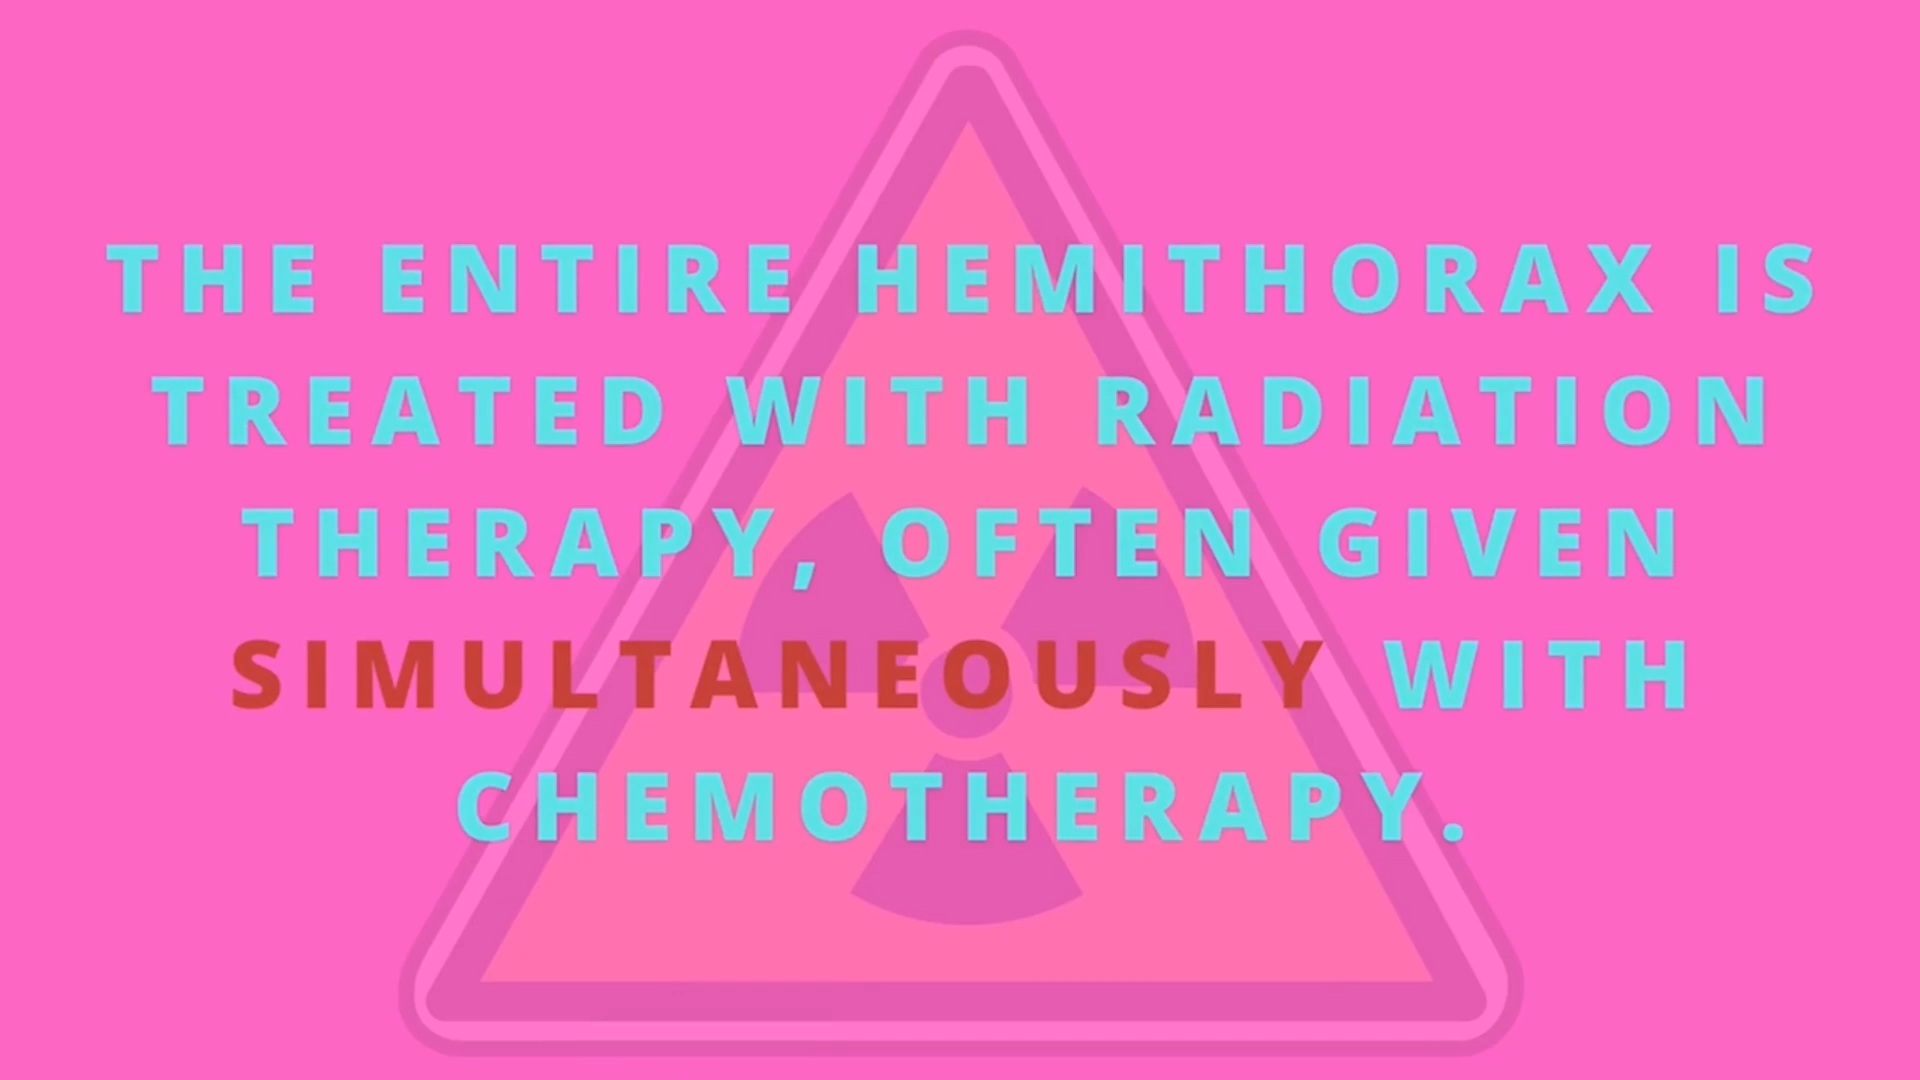 THE ENTIRE HEMITHORAX IS
TREATED WITH RADIATION
THERAPY, OFTEN GIVEN
SIMULTANEOUSLY WITH
CHEMOTHERAPY.